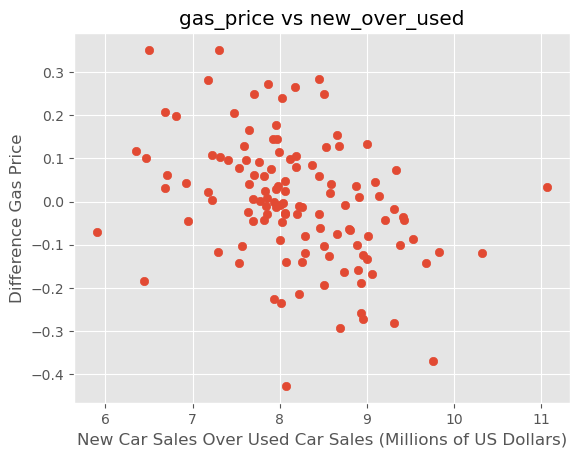 gas_price vs new_over_used
Difference Gas Price
0.3
0.2
0.1
0.0
−0.1
−0.2
−0.3
−0.4
6 7 8 9 10 11
New Car Sales Over Used Car Sales (Millions of US Dollars)